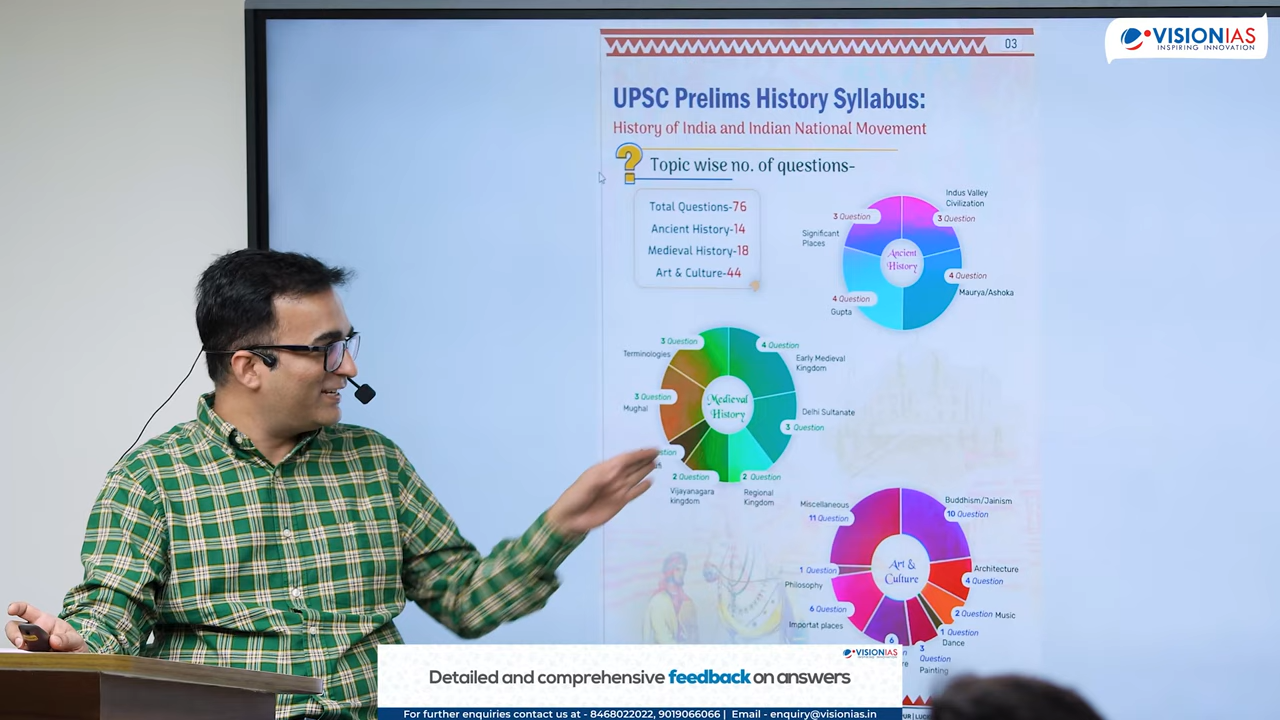 VISIONIAS
INSPIRING INNOVATION
03
UPSC Prelims History Syllabus:
History of India and Indian National Movement
? Topic wise no. of questions-
Total Questions-76
Ancient History-14
Medieval History-18
Art & Culture-44
Ancient
History
Indus Valley
Civilization
3 Question
4 Question
Maurya/Ashoka
4 Question
Gupta
3 Question
Significant
Places
Medieval
History
4 Question
Early Medieval
Kingdom
Delhi Sultanate
3 Question
2 Question
Regional
Kingdom
2 Question
Vijayanagara
kingdom
3 Question
Mughal
3 Question
Terminologies
Art &
Culture
Buddhism/Jainism
10 Question
Architecture
4 Question
2 Question Music
1 Question
Dance
3
Question
Painting
6
6 Question
Importat places
1 Question
Philosophy
Miscellaneous
11 Question
VISIONIAS
INSPIRING INNOVATION
Detailed and comprehensive feedback on answers
For further enquiries contact us at - 8468022022, 9019066066 | Email - enquiry@visionias.in